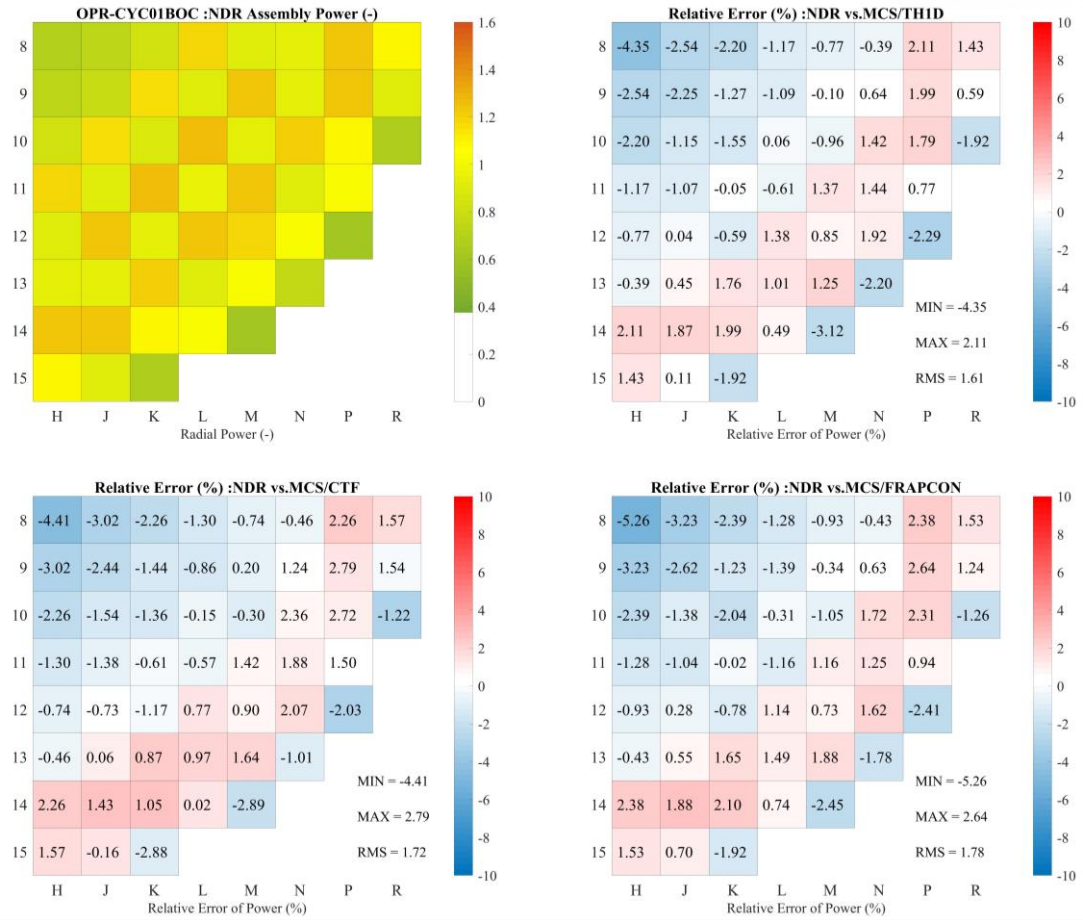 OPR-CYC01BOC :NDR Assembly Power (-)
8
9
10
11
12
13
14
15
H J K L M N P R
Radial Power (-)
1.6
1.4
1.2
1
0.8
0.6
0.4
0.2
0
Relative Error (%) :NDR vs.MCS/TH1D
8 -4.35 -2.54 -2.20 -1.17 -0.77 -0.39 2.11 1.43
9 -2.54 -2.25 -1.27 -1.09 -0.10 0.64 1.99 0.59
10 -2.20 -1.15 -1.55 0.06 -0.96 1.42 1.79 -1.92
11 -1.17 -1.07 -0.05 -0.61 1.37 1.44 0.77
12 -0.77 0.04 -0.59 1.38 0.85 1.92 -2.29
13 -0.39 0.45 1.76 1.01 1.25 -2.20
MIN = -4.35
14 2.11 1.87 1.99 0.49 -3.12
MAX = 2.11
15 1.43 0.11 -1.92
RMS = 1.61
H J K L M N P R
Relative Error of Power (%)
10
8
6
4
2
0
-2
-4
-6
-8
-10
Relative Error (%) :NDR vs.MCS/CTF
8 -4.41 -3.02 -2.26 -1.30 -0.74 -0.46 2.26 1.57
9 -3.02 -2.44 -1.44 -0.86 0.20 1.24 2.79 1.54
10 -2.26 -1.54 -1.36 -0.15 -0.30 2.36 2.72 -1.22
11 -1.30 -1.38 -0.61 -0.57 1.42 1.88 1.50
12 -0.74 -0.73 -1.17 0.77 0.90 2.07 -2.03
13 -0.46 0.06 0.87 0.97 1.64 -1.01
MIN = -4.41
14 2.26 1.43 1.05 0.02 -2.89
MAX = 2.79
15 1.57 -0.16 -2.88
RMS = 1.72
H J K L M N P R
Relative Error of Power (%)
10
8
6
4
2
0
-2
-4
-6
-8
-10
Relative Error (%) :NDR vs.MCS/FRAPCON
8 -5.26 -3.23 -2.39 -1.28 -0.93 -0.43 2.38 1.53
9 -3.23 -2.62 -1.23 -1.39 -0.34 0.63 2.64 1.24
10 -2.39 -1.38 -2.04 -0.31 -1.05 1.72 2.31 -1.26
11 -1.28 -1.04 -0.02 -1.16 1.16 1.25 0.94
12 -0.93 0.28 -0.78 1.14 0.73 1.62 -2.41
13 -0.43 0.55 1.65 1.49 1.88 -1.78
MIN = -5.26
14 2.38 1.88 2.10 0.74 -2.45
MAX = 2.64
15 1.53 0.70 -1.92
RMS = 1.78
H J K L M N P R
Relative Error of Power (%)
10
8
6
4
2
0
-2
-4
-6
-8
-10